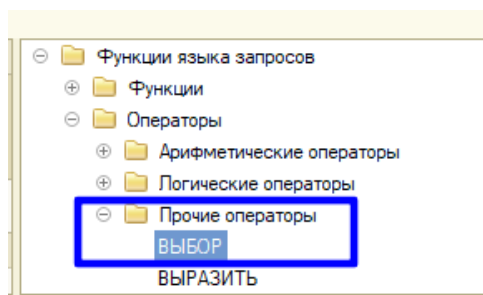 Функции языка запросов
Функции
Операторы
Арифметические операторы
Логические операторы
Прочие операторы
ВЫБОР
ВЫРАЗИТЬ